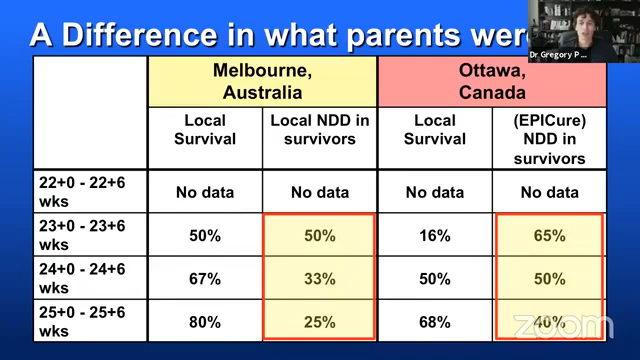 A Difference in what parents were
Dr Gregory P...
Melbourne,
Australia
Ottawa,
Canada
Local
Survival
Local NDD in
survivors
Local
Survival
(EPICure)
NDD in
survivors
22+0 - 22+6
wks
No data
No data
No data
No data
23+0 - 23+6
wks
50%
50%
16%
65%
24+0 - 24+6
wks
67%
33%
50%
50%
25+0 - 25+6
wks
80%
25%
68%
40%
zoom